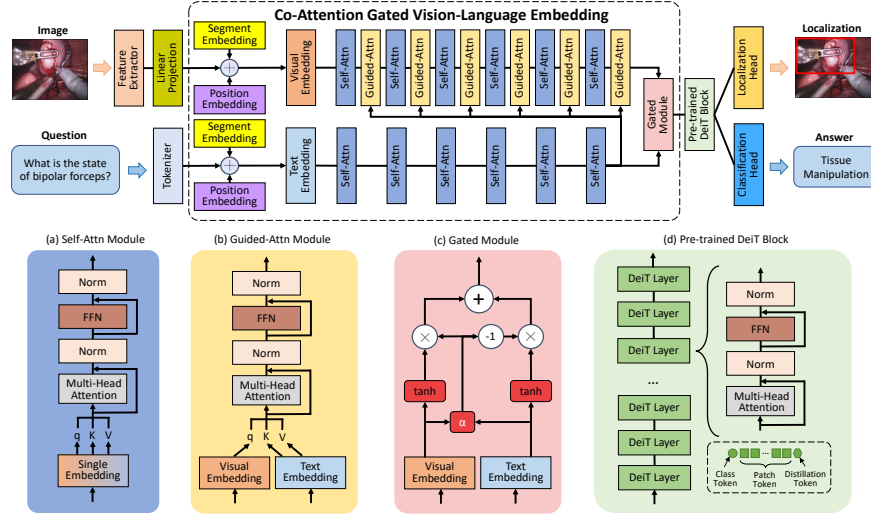 Co-Attention Gated Vision-Language Embedding
Image
Feature
Extractor
Linear
Projection
Segment
Embedding
Position
Embedding
Visual
Embedding
Self-Attn
Guided-Attn
Self-Attn
Guided-Attn
Self-Attn
Guided-Attn
Self-Attn
Guided-Attn
Self-Attn
Guided-Attn
Self-Attn
Guided-Attn
Gated
Module
Pre-trained
DeiT Block
Localization
Head
Localization
Question
What is the state
of bipolar forceps?
Tokenizer
Segment
Embedding
Position
Embedding
Text
Embedding
Self-Attn
Self-Attn
Self-Attn
Self-Attn
Self-Attn
Self-Attn
Classification
Head
Answer
Tissue
Manipulation
(a) Self-Attn Module
Norm
FFN
Norm
Multi-Head
Attention
q K V
Single
Embedding
(b) Guided-Attn Module
Norm
FFN
Norm
Multi-Head
Attention
q K V
Visual
Embedding
Text
Embedding
(c) Gated Module
+
× -1 ×
tanh tanh
α
Visual
Embedding
Text
Embedding
(d) Pre-trained DeiT Block
DeiT Layer
DeiT Layer
DeiT Layer
...
DeiT Layer
DeiT Layer
DeiT Layer
Norm
FFN
Norm
Multi-Head
Attention
...
Class
Token
Patch
Token
Distillation
Token